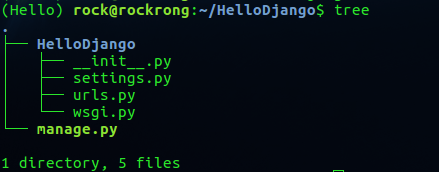 (Hello) rock@rockrong:~/HelloDjango$ tree
.
├── HelloDjango
│   ├── __init__.py
│   ├── settings.py
│   ├── urls.py
│   └── wsgi.py
└── manage.py

1 directory, 5 files